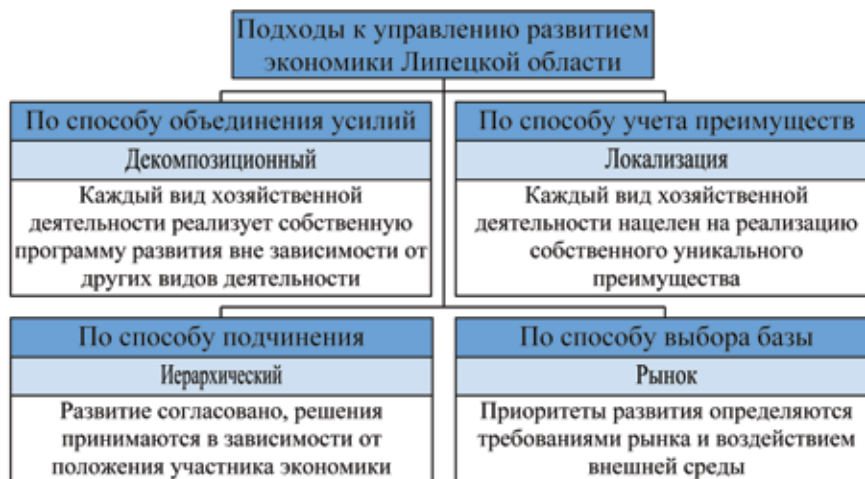 Подходы к управлению развитием
экономики Липецкой области
По способу объединения усилий
Декомпозиционный
Каждый вид хозяйственной
деятельности реализует собственную
программу развития вне зависимости от
других видов деятельности
По способу учета преимуществ
Локализация
Каждый вид хозяйственной
деятельности нацелен на реализацию
собственного уникального
преимущества
По способу подчинения
Иерархический
Развитие согласовано, решения
принимаются в зависимости от
положения участника экономики
По способу выбора базы
Рынок
Приоритеты развития определяются
требованиями рынка и воздействием
внешней среды